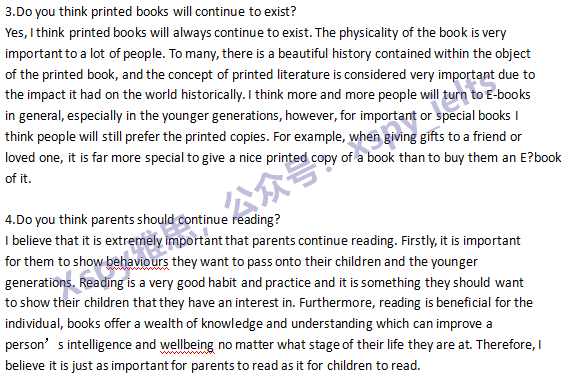 3.Do you think printed books will continue to exist?
Yes, I think printed books will always continue to exist. The physicality of the book is very
important to a lot of people. To many, there is a beautiful history contained within the object
of the printed book, and the concept of printed literature is considered very important due to
the impact it had on the world historically. I think more and more people will turn to E-books
in general, especially in the younger generations, however, for important or special books I
think people will still prefer the printed copies. For example, when giving gifts to a friend or
loved one, it is far more special to give a nice printed copy of a book than to buy them an E?book
of it.
4.Do you think parents should continue reading?
I believe that it is extremely important that parents continue reading. Firstly, it is important
for them to show behaviours they want to pass onto their children and the younger
generations. Reading is a very good habit and practice and it is something they should want
to show their children that they have an interest in. Furthermore, reading is beneficial for the
individual, books offer a wealth of knowledge and understanding which can improve a
person’s intelligence and wellbeing no matter what stage of their life they are at. Therefore, I
believe it is just as important for parents to read as it for children to read.
xspy雅思，公众号：xspy_ielts